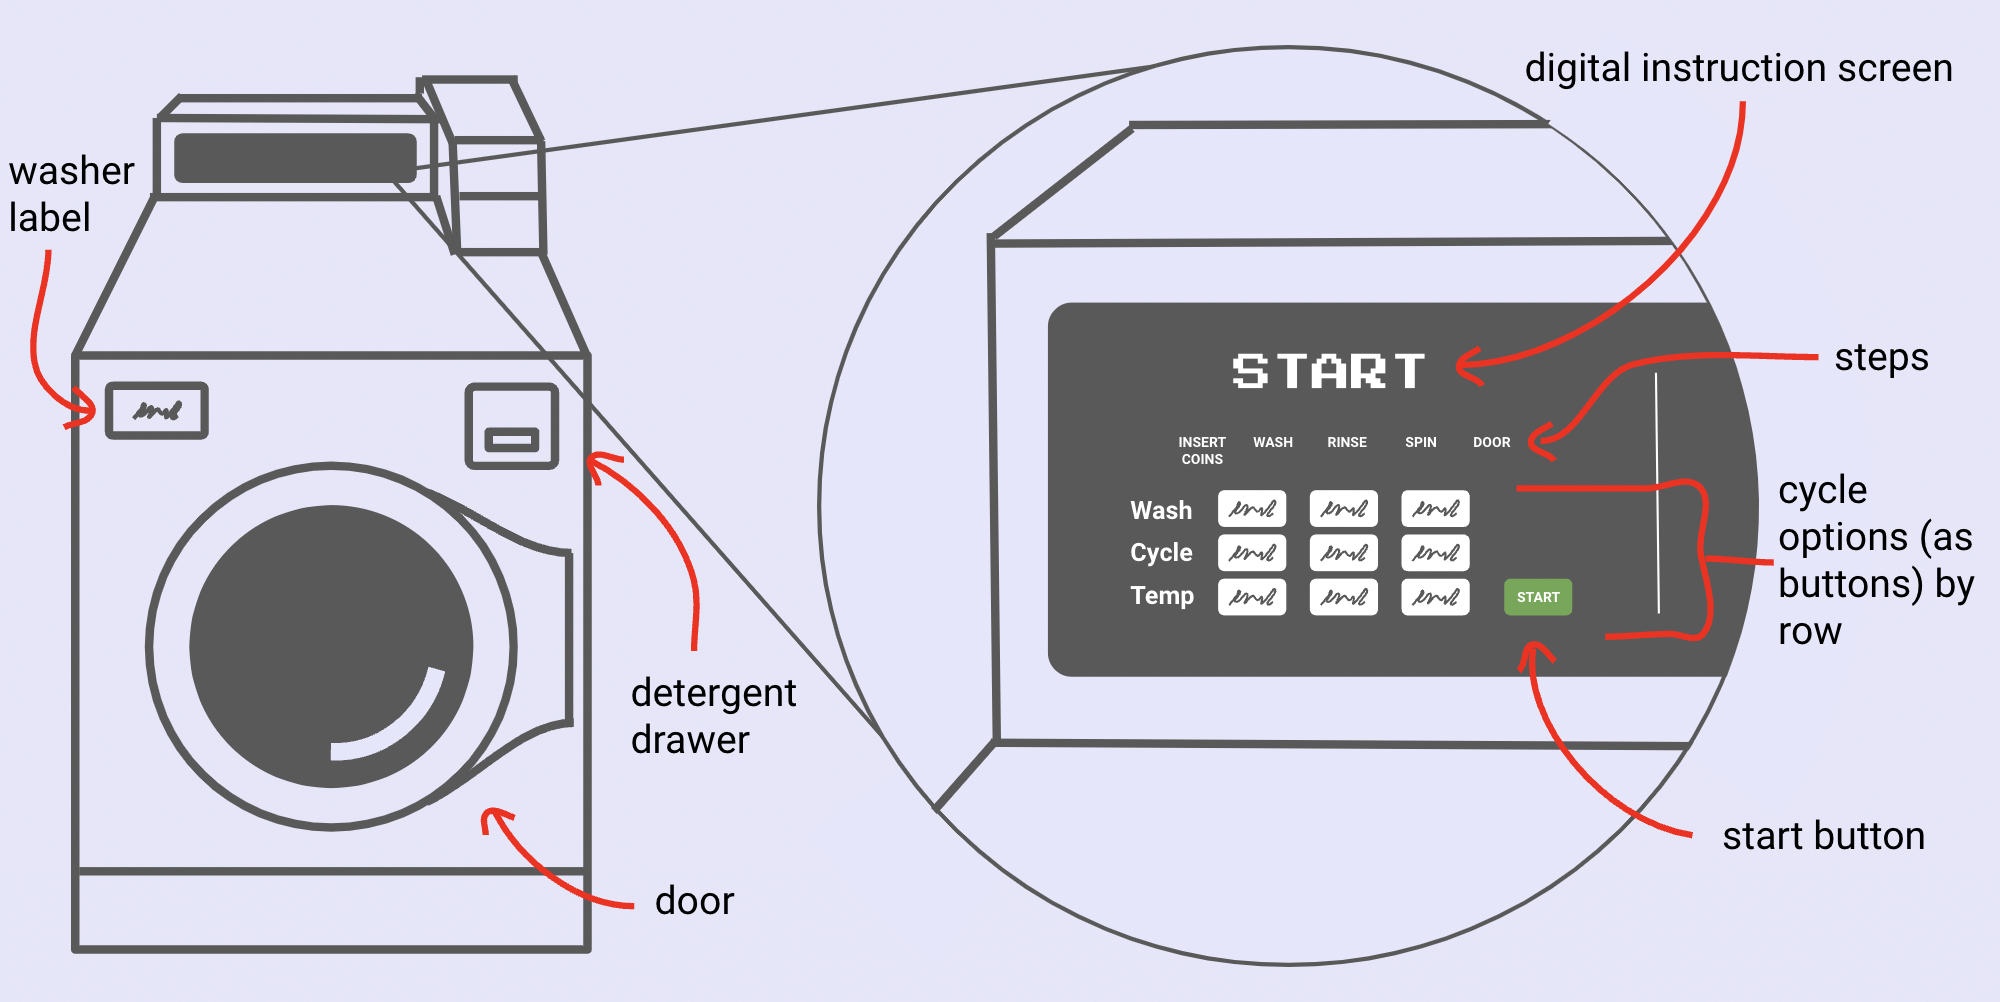 washer
label
detergent
drawer
door
digital instruction screen
START
steps
INSERT WASH RINSE SPIN DOOR
COINS
Wash
Cycle
Temp
START
cycle
options (as
buttons) by
row
start button